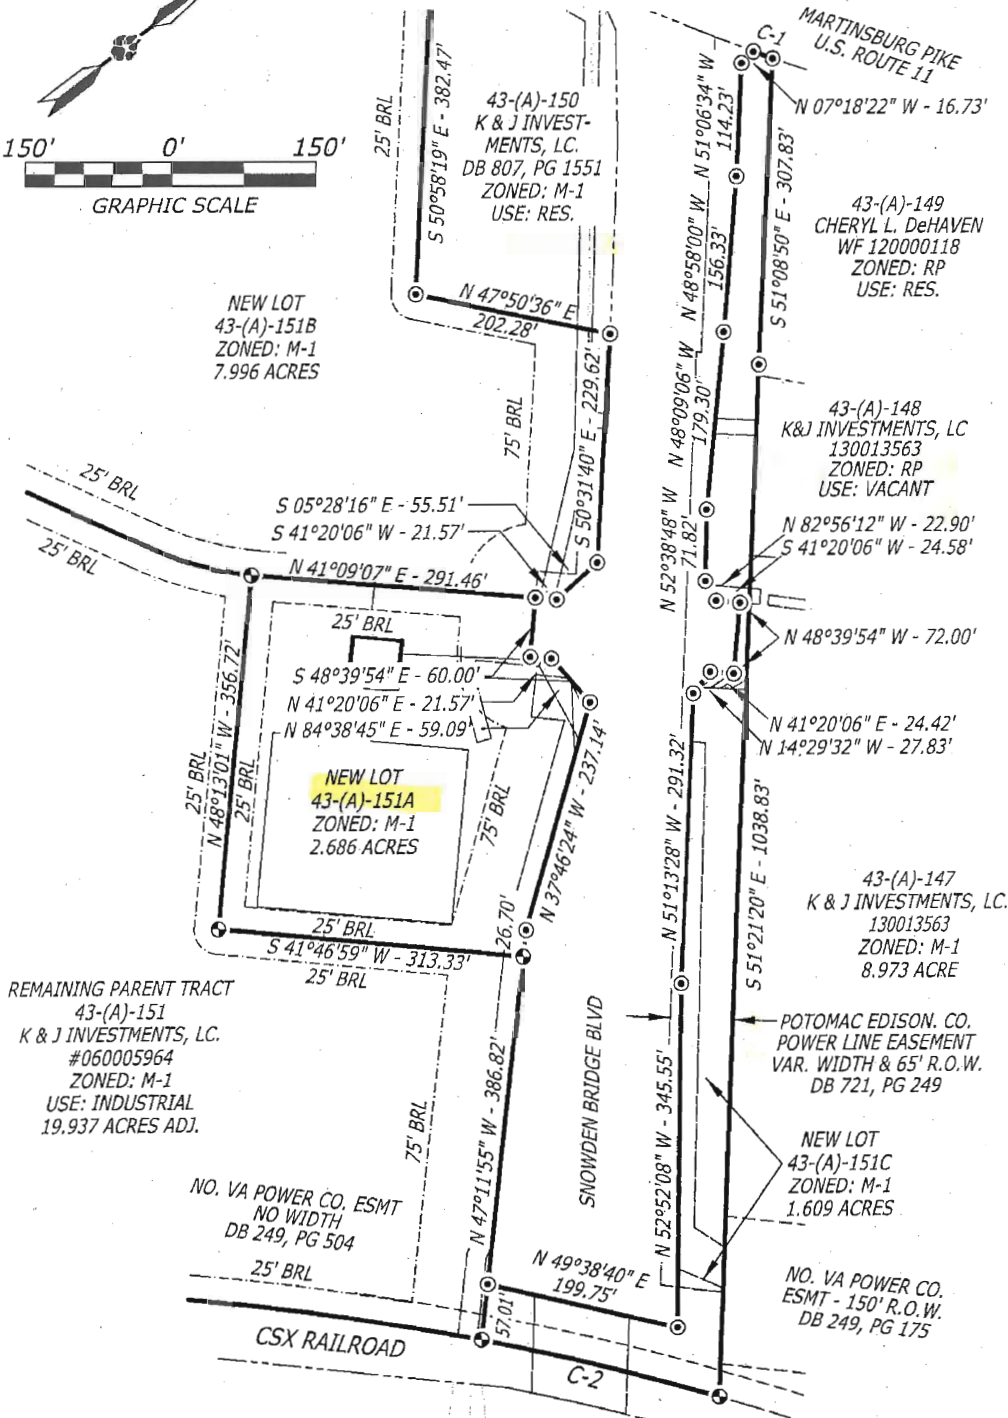 MARTINSBURG PIKE
U.S. ROUTE 11
C-1
N 07°18'22" W - 16.73'
150' 0' 150'
GRAPHIC SCALE
25' BRL
S 50°58'19" E - 382.47'
43-(A)-150
K & J INVEST-
MENTS, LC.
DB 807, PG 1551
ZONED: M-1
USE: RES.
N 51°06'34" W
114.23'
S 51°08'50" E - 307.83'
43-(A)-149
CHERYL L. DeHAVEN
WF 120000118
ZONED: RP
USE: RES.
N 48°58'00" W
156.33'
NEW LOT
43-(A)-151B
ZONED: M-1
7.996 ACRES
N 47°50'36" E
202.28'
75' BRL
S 50°31'40" E - 229.62'
N 48°09'06" W
179.30'
43-(A)-148
K&J INVESTMENTS, LC
130013563
ZONED: RP
USE: VACANT
25' BRL
25' BRL
S 05°28'16" E - 55.51'
S 41°20'06" W - 21.57'
N 52°38'48" W
71.82'
N 82°56'12" W - 22.90'
S 41°20'06" W - 24.58'
N 41°09'07" E - 291.46'
25' BRL
N 48°39'54" W - 72.00'
S 48°39'54" E - 60.00'
N 41°20'06" E - 21.57'
N 84°38'45" E - 59.09'
N 41°20'06" E - 24.42'
N 14°29'32" W - 27.83'
25' BRL
N 48°13'01" W - 356.72'
25' BRL
NEW LOT
43-(A)-151A
ZONED: M-1
2.686 ACRES
75' BRL
N 37°46'24" W - 237.14'
N 51°13'28" W - 291.32'
S 51°21'20" E - 1038.83'
43-(A)-147
K & J INVESTMENTS, LC.
130013563
ZONED: M-1
8.973 ACRE
25' BRL
S 41°46'59" W - 313.33'
25' BRL
26.70'
REMAINING PARENT TRACT
43-(A)-151
K & J INVESTMENTS, LC.
#060005964
ZONED: M-1
USE: INDUSTRIAL
19.937 ACRES ADJ.
75' BRL
N 47°11'55" W - 386.82'
SNOWDEN BRIDGE BLVD
N 52°52'08" W - 345.55'
POTOMAC EDISON. CO.
POWER LINE EASEMENT
VAR. WIDTH & 65' R.O.W.
DB 721, PG 249
NEW LOT
43-(A)-151C
ZONED: M-1
1.609 ACRES
NO. VA POWER CO. ESMT
NO WIDTH
DB 249, PG 504
25' BRL
N 49°38'40" E
199.75'
57.01'
NO. VA POWER CO.
ESMT - 150' R.O.W.
DB 249, PG 175
CSX RAILROAD
C-2